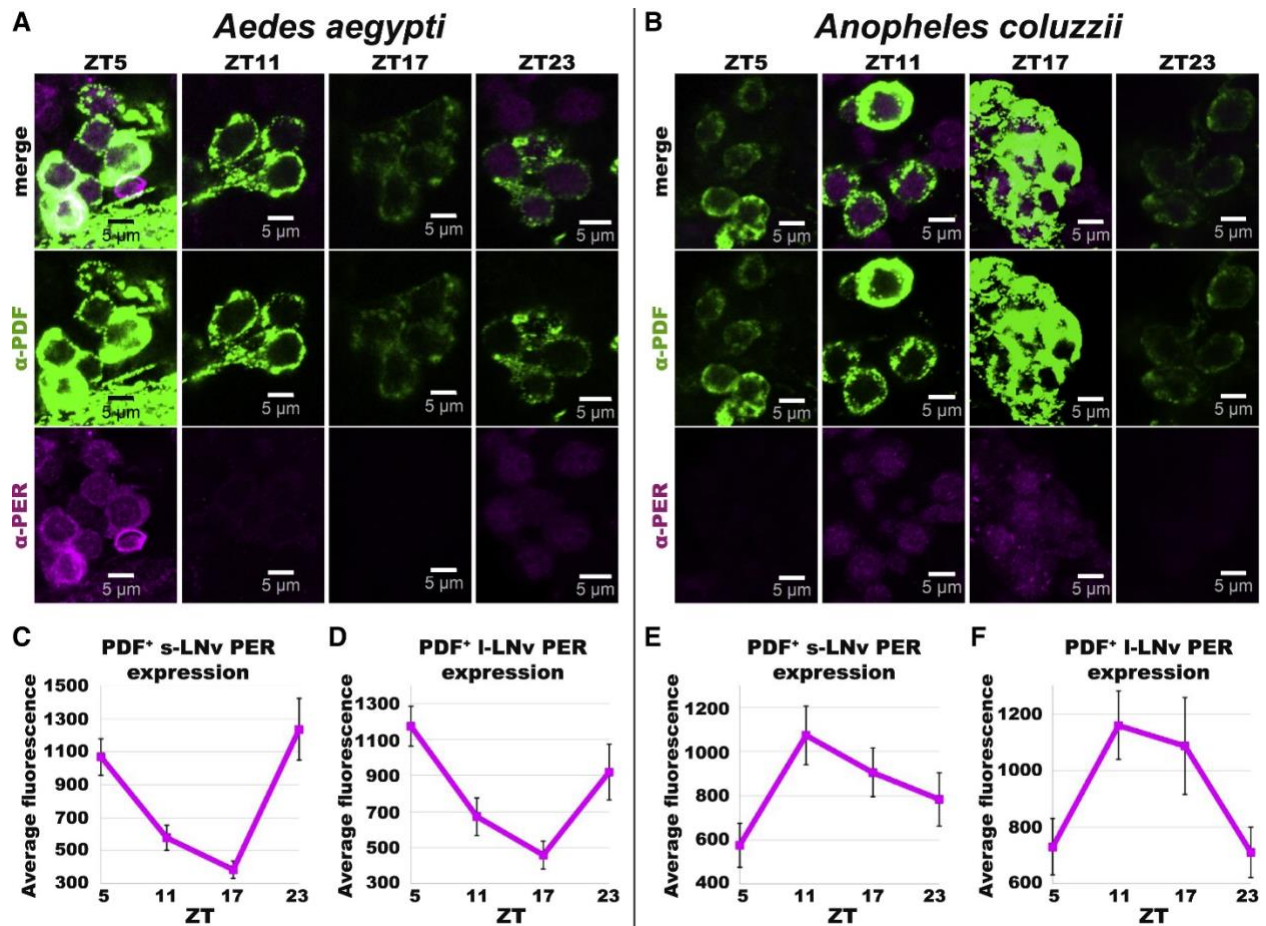 A
Aedes aegypti
B
Anopheles coluzzii
ZT5 ZT11 ZT17 ZT23
ZT5 ZT11 ZT17 ZT23
merge
5 µm 5 µm 5 µm 5 µm
merge
5 µm 5 µm 5 µm 5 µm
α-PDF
5 µm 5 µm 5 µm 5 µm
α-PDF
5 µm 5 µm 5 µm 5 µm
α-PER
5 µm 5 µm 5 µm 5 µm
α-PER
5 µm 5 µm 5 µm 5 µm
C
PDF⁺ s-LNv PER
expression
Average fluorescence
1500
1300
1100
900
700
500
300
5 11 17 23
ZT
D
PDF⁺ l-LNv PER
expression
Average fluorescence
1300
1100
900
700
500
300
5 11 17 23
ZT
E
PDF⁺ s-LNv PER
expression
Average fluorescence
1200
1000
800
600
400
5 11 17 23
ZT
F
PDF⁺ l-LNv PER
expression
Average fluorescence
1200
1000
800
600
5 11 17 23
ZT